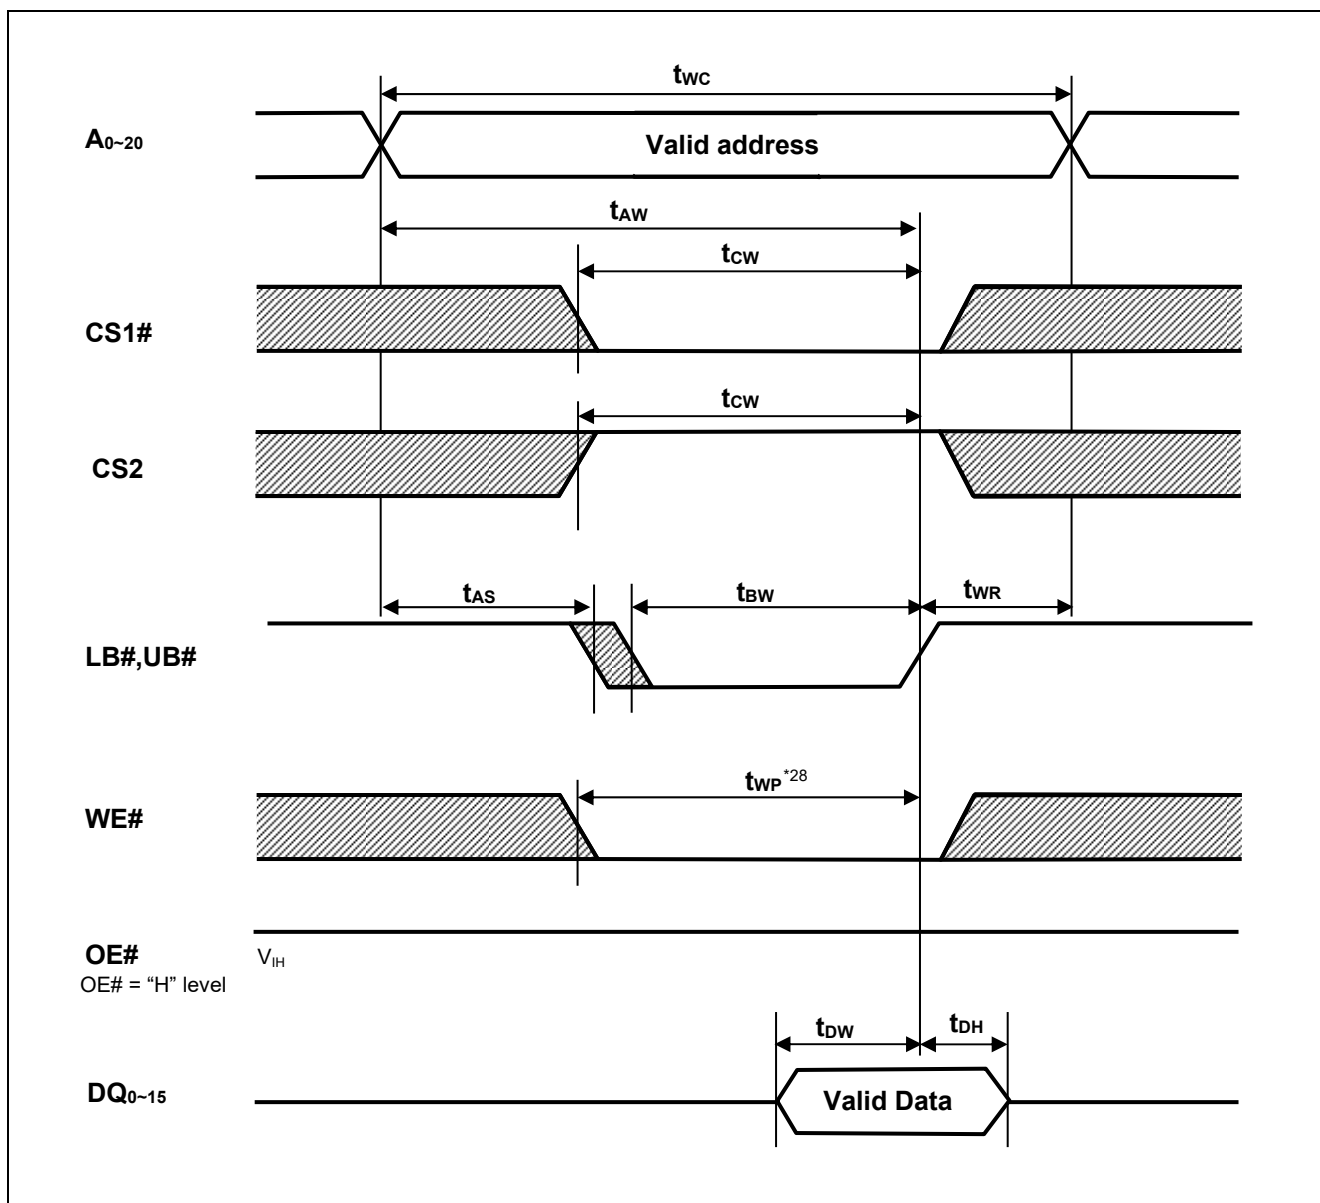 tWC
A0~20
Valid address
tAW
tCW
CS1#
tCW
CS2
tAS
tBW
tWR
LB#,UB#
tWP*28
WE#
OE#
VIH
OE# = “H” level
tDW
tDH
DQ0~15
Valid Data